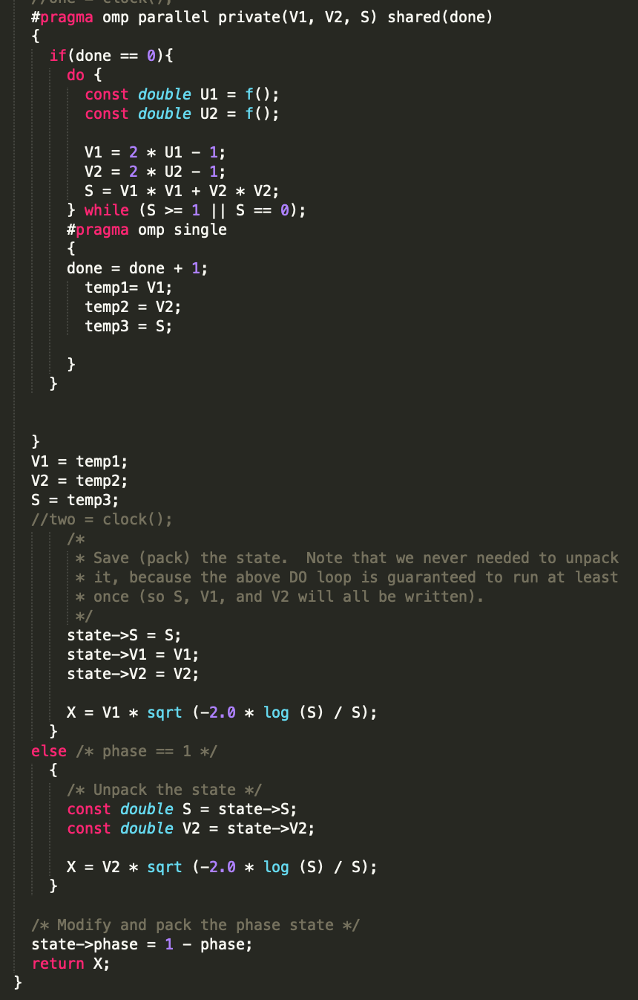 //one = clock();
#pragma omp parallel private(V1, V2, S) shared(done)
{
if(done == 0){
do {
const double U1 = f();
const double U2 = f();
V1 = 2 * U1 - 1;
V2 = 2 * U2 - 1;
S = V1 * V1 + V2 * V2;
} while (S >= 1 || S == 0);
#pragma omp single
{
done = done + 1;
temp1= V1;
temp2 = V2;
temp3 = S;
}
}
}
V1 = temp1;
V2 = temp2;
S = temp3;
//two = clock();
/*
* Save (pack) the state.  Note that we never needed to unpack
* it, because the above DO loop is guaranteed to run at least
* once (so S, V1, and V2 will all be written).
*/
state->S = S;
state->V1 = V1;
state->V2 = V2;
X = V1 * sqrt (-2.0 * log (S) / S);
}
else /* phase == 1 */
{
/* Unpack the state */
const double S = state->S;
const double V2 = state->V2;
X = V2 * sqrt (-2.0 * log (S) / S);
}
/* Modify and pack the phase state */
state->phase = 1 - phase;
return X;
}